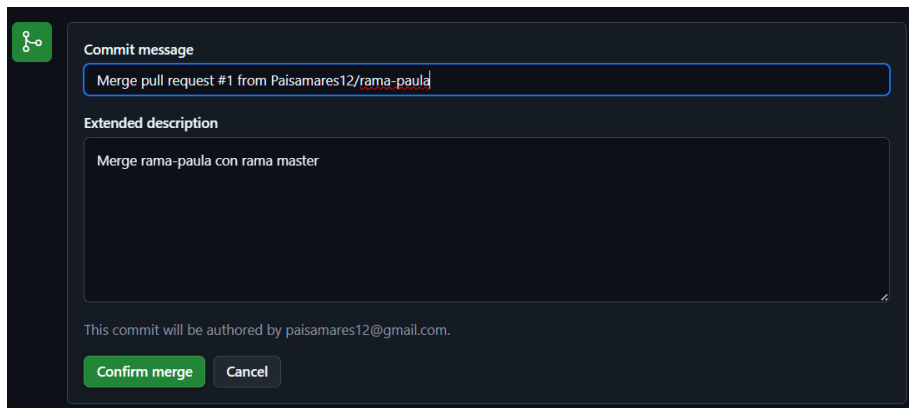 Commit message
Merge pull request #1 from Paisamares12/rama-paula
Extended description
Merge rama-paula con rama master
This commit will be authored by paisamares12@gmail.com.
Confirm merge
Cancel